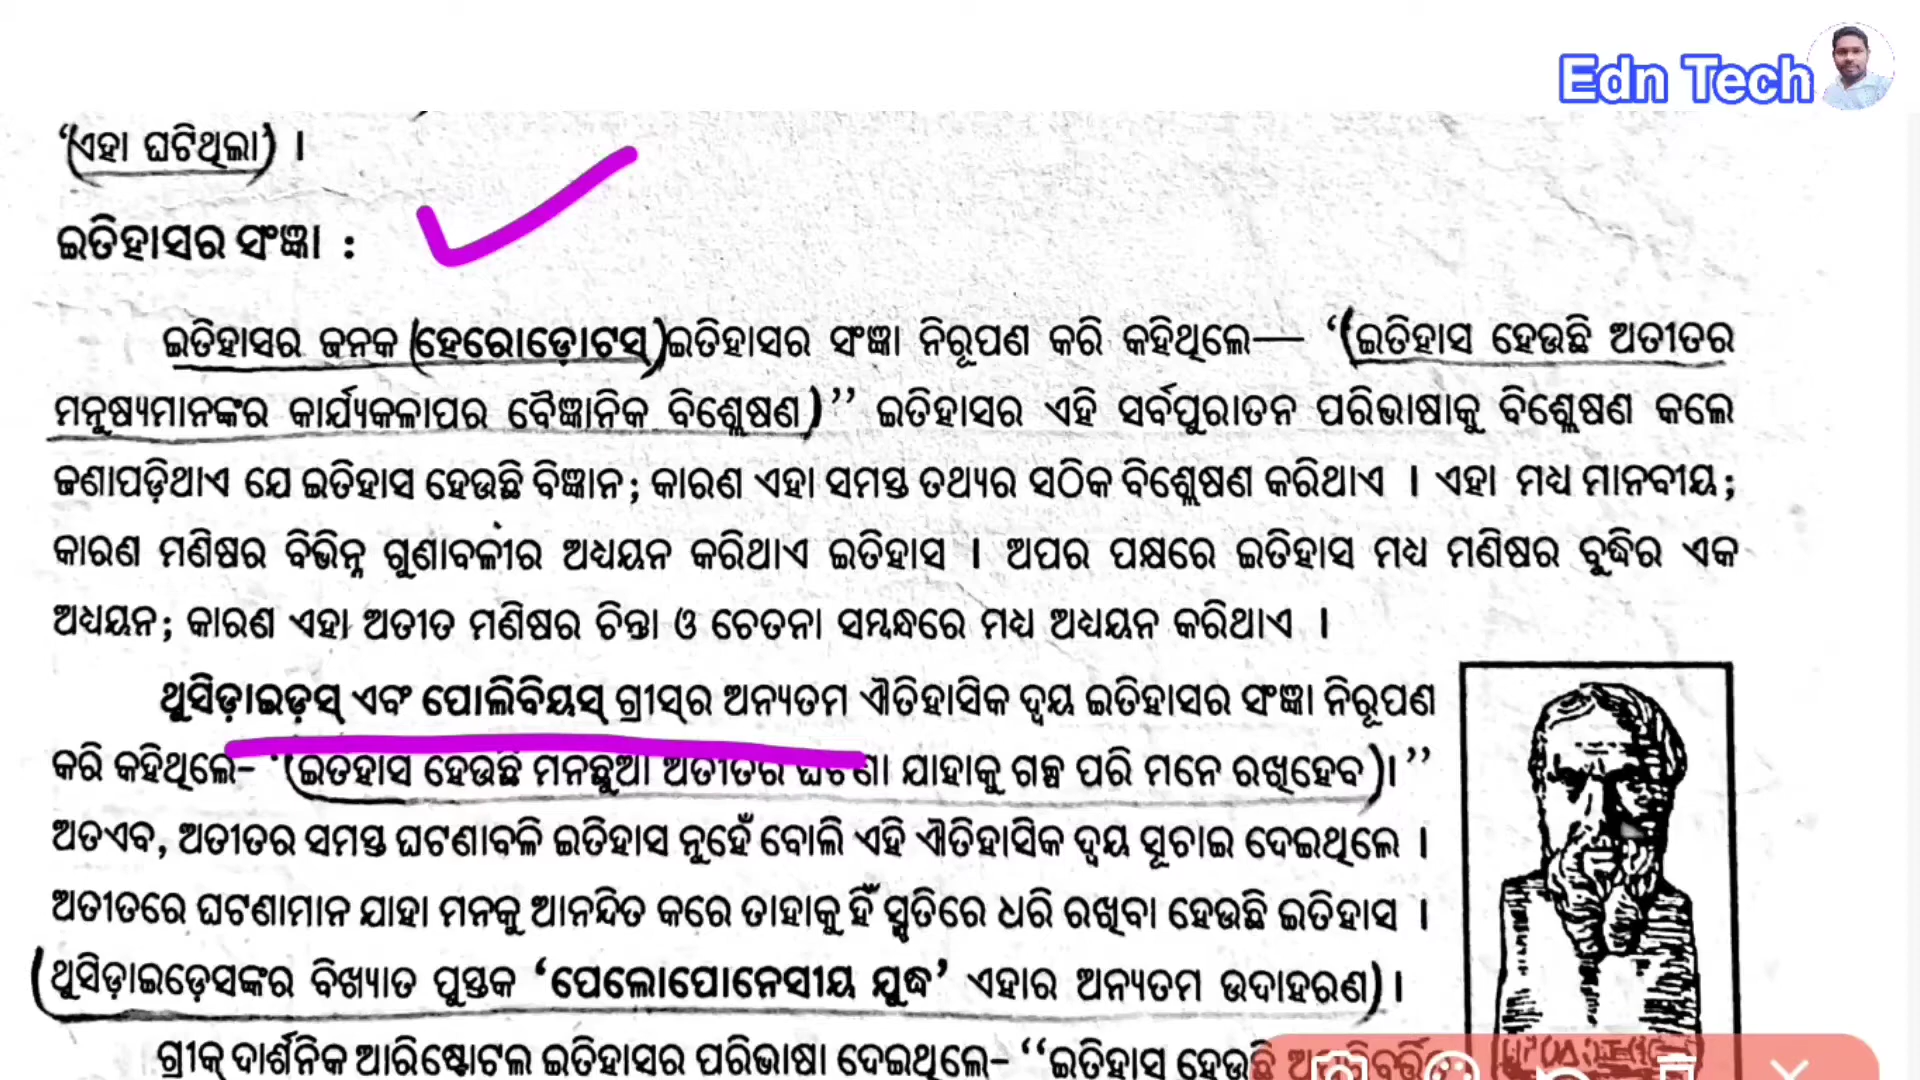 Edn Tech
‘(ଏହା ଘଟିଥିଲା’) ।
ଇତିହାସର ସଂଜ୍ଞା :
ଇତିହାସର ଜନକ (ହେରୋଡ଼ୋଟସ୍) ଇତିହାସର ସଂଜ୍ଞା ନିରୂପଣ କରି କହିଥିଲେ— ‘(ଇତିହାସ ହେଉଛି ଅତୀତର
ମନୁଷ୍ୟମାନଙ୍କର କାର୍ଯ୍ୟକଳାପର ବୈଜ୍ଞାନିକ ବିଶ୍ଳେଷଣ)’’ ଇତିହାସର ଏହି ସର୍ବପୁରାତନ ପରିଭାଷାକୁ ବିଶ୍ଳେଷଣ କଲେ
ଜଣାପଡ଼ିଥାଏ ଯେ ଇତିହାସ ହେଉଛି ବିଜ୍ଞାନ; କାରଣ ଏହା ସମସ୍ତ ତଥ୍ୟର ସଠିକ ବିଶ୍ଳେଷଣ କରିଥାଏ । ଏହା ମଧ୍ୟ ମାନବୀୟ;
କାରଣ ମଣିଷର ବିଭିନ୍ନ ଗୁଣାବଳୀର ଅଧ୍ୟୟନ କରିଥାଏ ଇତିହାସ । ଅପର ପକ୍ଷରେ ଇତିହାସ ମଧ୍ୟ ମଣିଷର ବୁଦ୍ଧିର ଏକ
ଅଧ୍ୟୟନ; କାରଣ ଏହା ଅତୀତ ମଣିଷର ଚିନ୍ତା ଓ ଚେତନା ସମ୍ବନ୍ଧରେ ମଧ୍ୟ ଅଧ୍ୟୟନ କରିଥାଏ ।
ଥୁସିଡ଼ାଇଡ଼ସ୍ ଏବଂ ପୋଲିବିୟସ୍ ଗ୍ରୀସ୍‌ର ଅନ୍ୟତମ ଐତିହାସିକ ଦ୍ୱୟ ଇତିହାସର ସଂଜ୍ଞା ନିରୂପଣ
କରି କହିଥିଲେ– ‘(ଇତିହାସ ହେଉଛି ମନଛୁଆଁ ଅତୀତର ଘଟଣା ଯାହାକୁ ଗଳ୍ପ ପରି ମନେ ରଖିହେବ)।’’
ଅତଏବ, ଅତୀତର ସମସ୍ତ ଘଟଣାବଳି ଇତିହାସ ନୁହେଁ ବୋଲି ଏହି ଐତିହାସିକ ଦ୍ୱୟ ସୂଚାଇ ଦେଇଥିଲେ ।
ଅତୀତରେ ଘଟଣାମାନ ଯାହା ମନକୁ ଆନନ୍ଦିତ କରେ ତାହାକୁ ହିଁ ସ୍ମୃତିରେ ଧରି ରଖିବା ହେଉଛି ଇତିହାସ ।
(ଥୁସିଡ଼ାଇଡ଼େସଙ୍କର ବିଖ୍ୟାତ ପୁସ୍ତକ ‘ପେଲୋପୋନେସୀୟ ଯୁଦ୍ଧ’ ଏହାର ଅନ୍ୟତମ ଉଦାହରଣ)।
ଗ୍ରୀକ୍ ଦାର୍ଶନିକ ଆରିଷ୍ଟୋଟଲ ଇତିହାସର ପରିଭାଷା ଦେଇଥିଲେ– ‘‘ଇତିହାସ ହେଉଛି